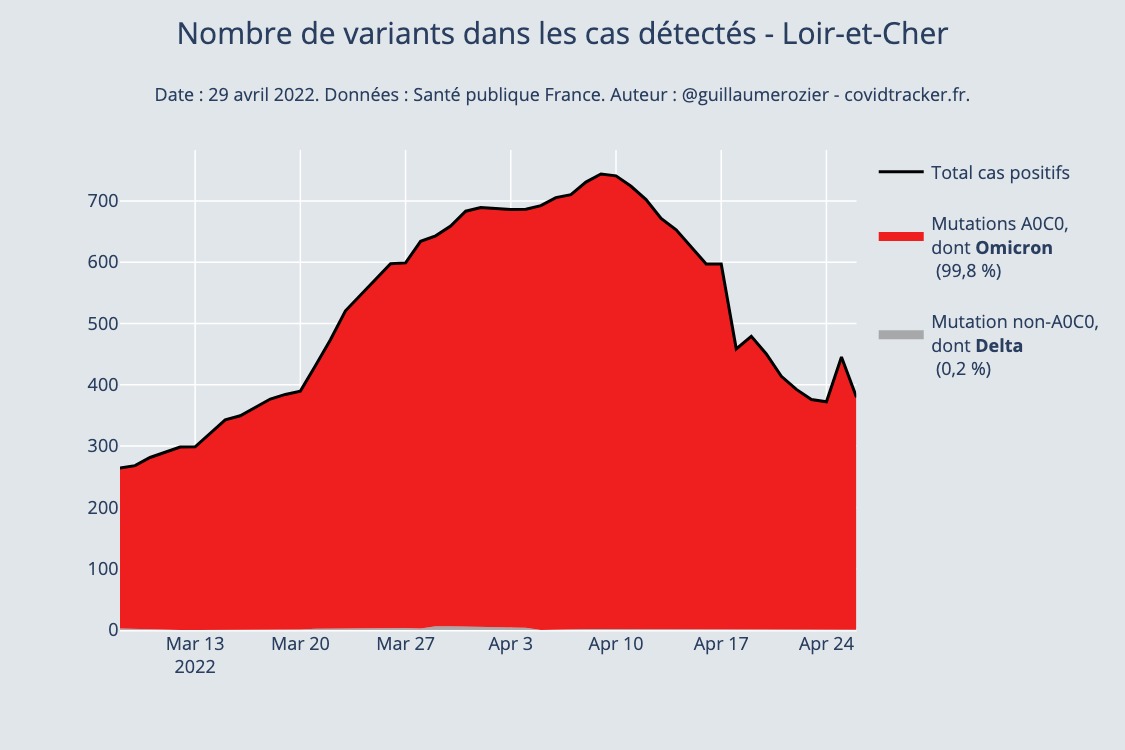 Nombre de variants dans les cas détectés - Loir-et-Cher
Date : 29 avril 2022. Données : Santé publique France. Auteur : @guillaumerozier - covidtracker.fr.
700
600
500
400
300
200
100
0
Mar 13
2022
Mar 20
Mar 27
Apr 3
Apr 10
Apr 17
Apr 24
Total cas positifs
Mutations A0C0,
dont Omicron
(99,8 %)
Mutation non-A0C0,
dont Delta
(0,2 %)